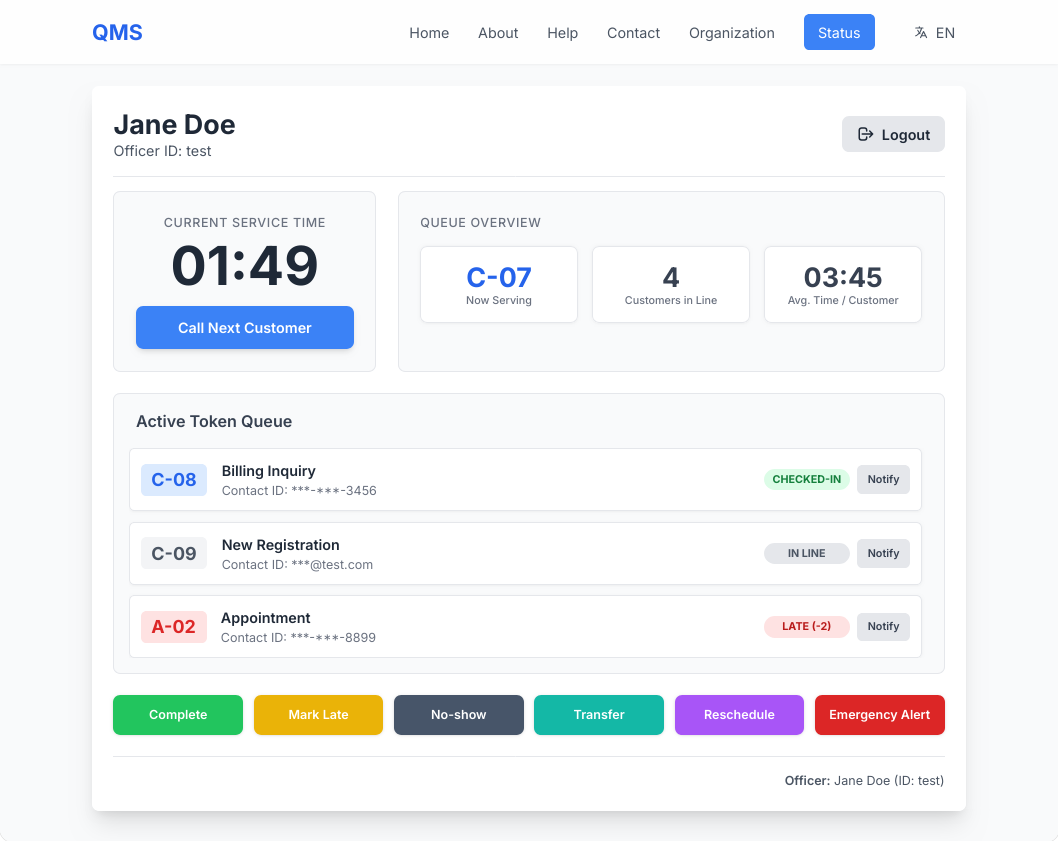 QMS
Home About Help Contact Organization Status EN
Jane Doe
Officer ID: test
Logout
CURRENT SERVICE TIME
01:49
Call Next Customer
QUEUE OVERVIEW
C-07
Now Serving
4
Customers in Line
03:45
Avg. Time / Customer
Active Token Queue
C-08
Billing Inquiry
Contact ID: ***-***-3456
CHECKED-IN
Notify
C-09
New Registration
Contact ID: ***@test.com
IN LINE
Notify
A-02
Appointment
Contact ID: ***-***-8899
LATE (-2)
Notify
Complete
Mark Late
No-show
Transfer
Reschedule
Emergency Alert
Officer: Jane Doe (ID: test)